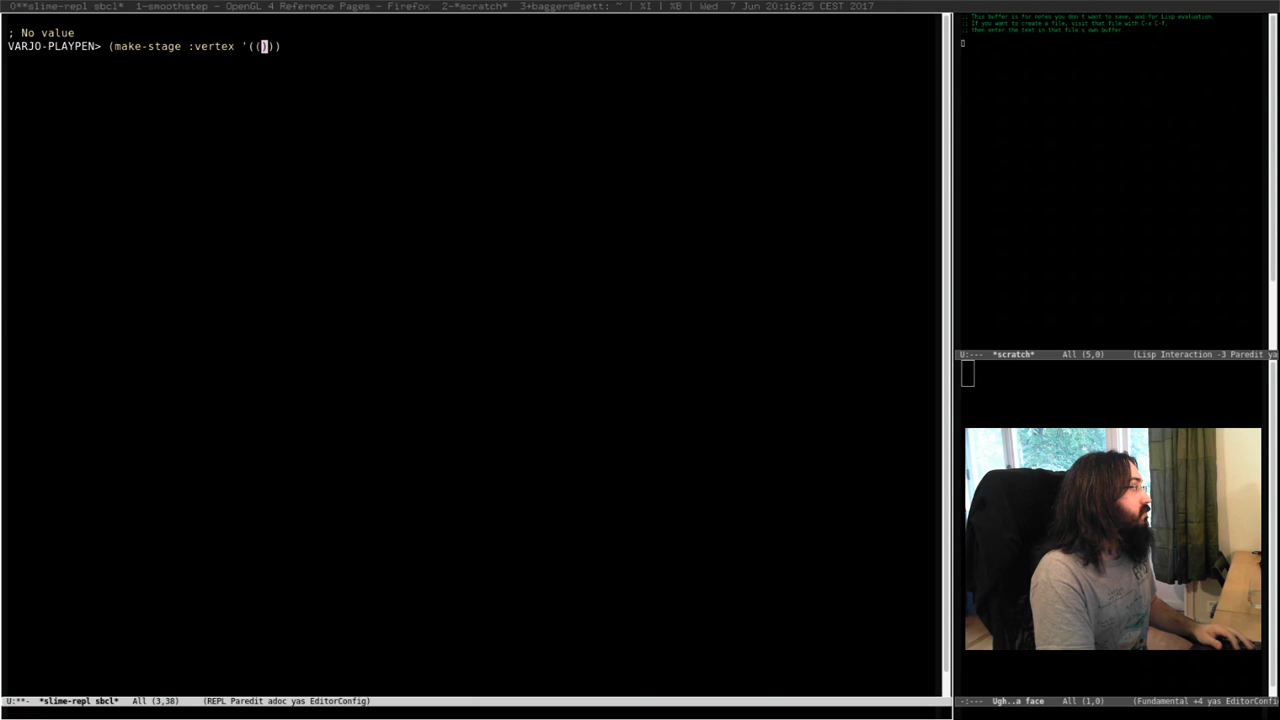 0**slime-repl sbcl* 1-smoothstep - OpenGL 4 Reference Pages - Firefox 2-*scratch* 3+baggers@sett: ~ | %I | %B | Wed 7 Jun 20:16:25 CEST 2017
; No value
VARJO-PLAYPEN> (make-stage :vertex '(()))
U:**- *slime-repl sbcl* All (3,38) (REPL Paredit adoc yas EditorConfig)
;; This buffer is for notes you don't want to save, and for Lisp evaluation.
;; If you want to create a file, visit that file with C-x C-f,
;; then enter the text in that file's own buffer.
U:--- *scratch* All (5,0) (Lisp Interaction -3 Paredit ya
-:--- Ugh..a face All (1,0) (Fundamental +4 yas EditorConfi